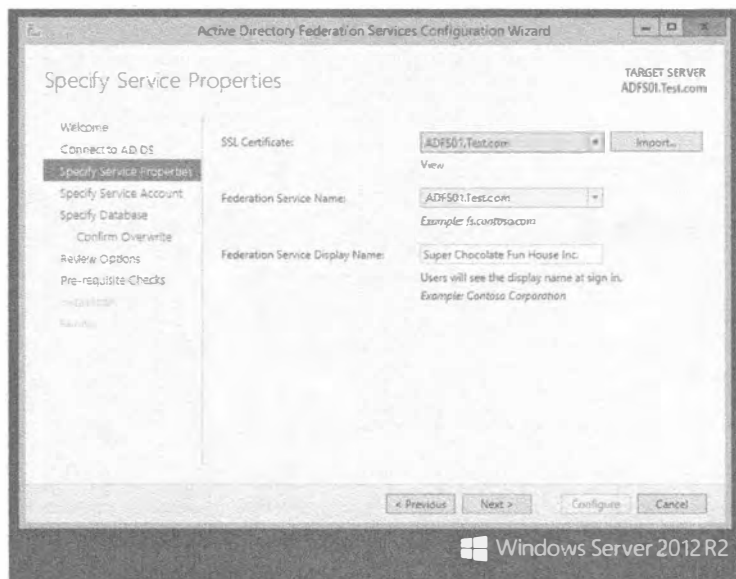 Active Directory Federation Services Configuration Wizard
Specify Service Properties
TARGET SERVER
ADFS01.Test.com
Welcome
Connect to AD DS
Specify Service Properties
Specify Service Account
Specify Database
Confirm Overwrite
Review Options
Pre-requisite Checks
Installation
Results
SSL Certificate:
ADFS01.Test.com
Import...
View
Federation Service Name:
ADFS01.Test.com
Example: fs.contoso.com
Federation Service Display Name:
Super Chocolate Fun House Inc.
Users will see the display name at sign in.
Example: Contoso Corporation
< Previous
Next >
Configure
Cancel
Windows Server 2012 R2